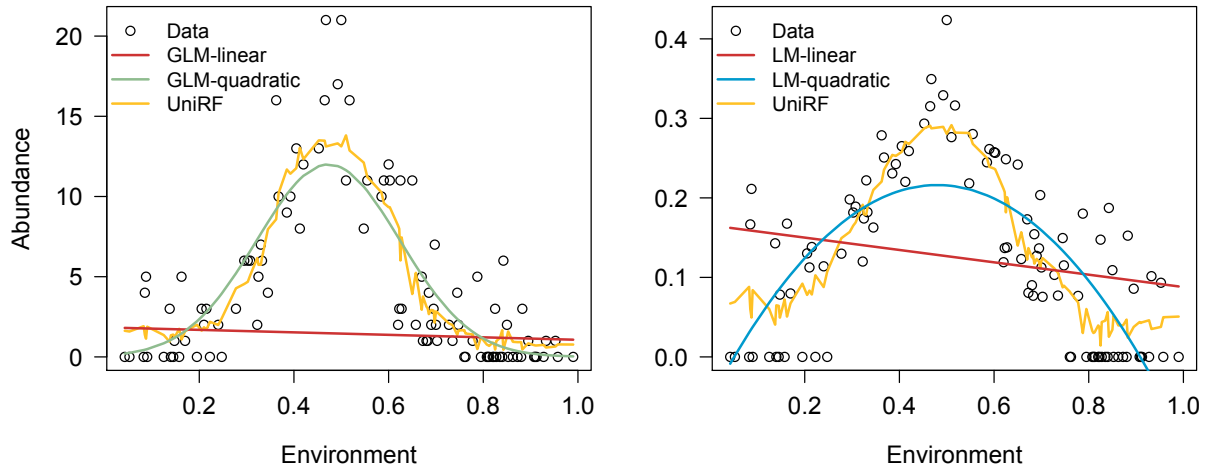 Data
GLM-linear
GLM-quadratic
UniRF
20
15
10
5
0
Abundance
0.2 0.4 0.6 0.8 1.0
Environment
Data
LM-linear
LM-quadratic
UniRF
0.4
0.3
0.2
0.1
0.0
0.2 0.4 0.6 0.8 1.0
Environment